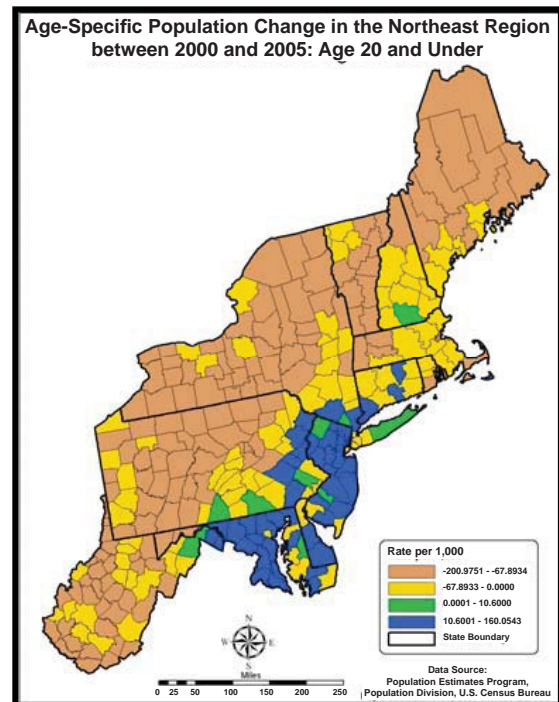 Age-Specific Population Change in the Northeast Region
between 2000 and 2005: Age 20 and Under
Rate per 1,000
-200.9751 - -67.8934
-67.8933 - 0.0000
0.0001 - 10.6000
10.6001 - 160.0543
State Boundary
N
W E
S
Miles
0 25 50 100 150 200 250
Data Source:
Population Estimates Program,
Population Division, U.S. Census Bureau